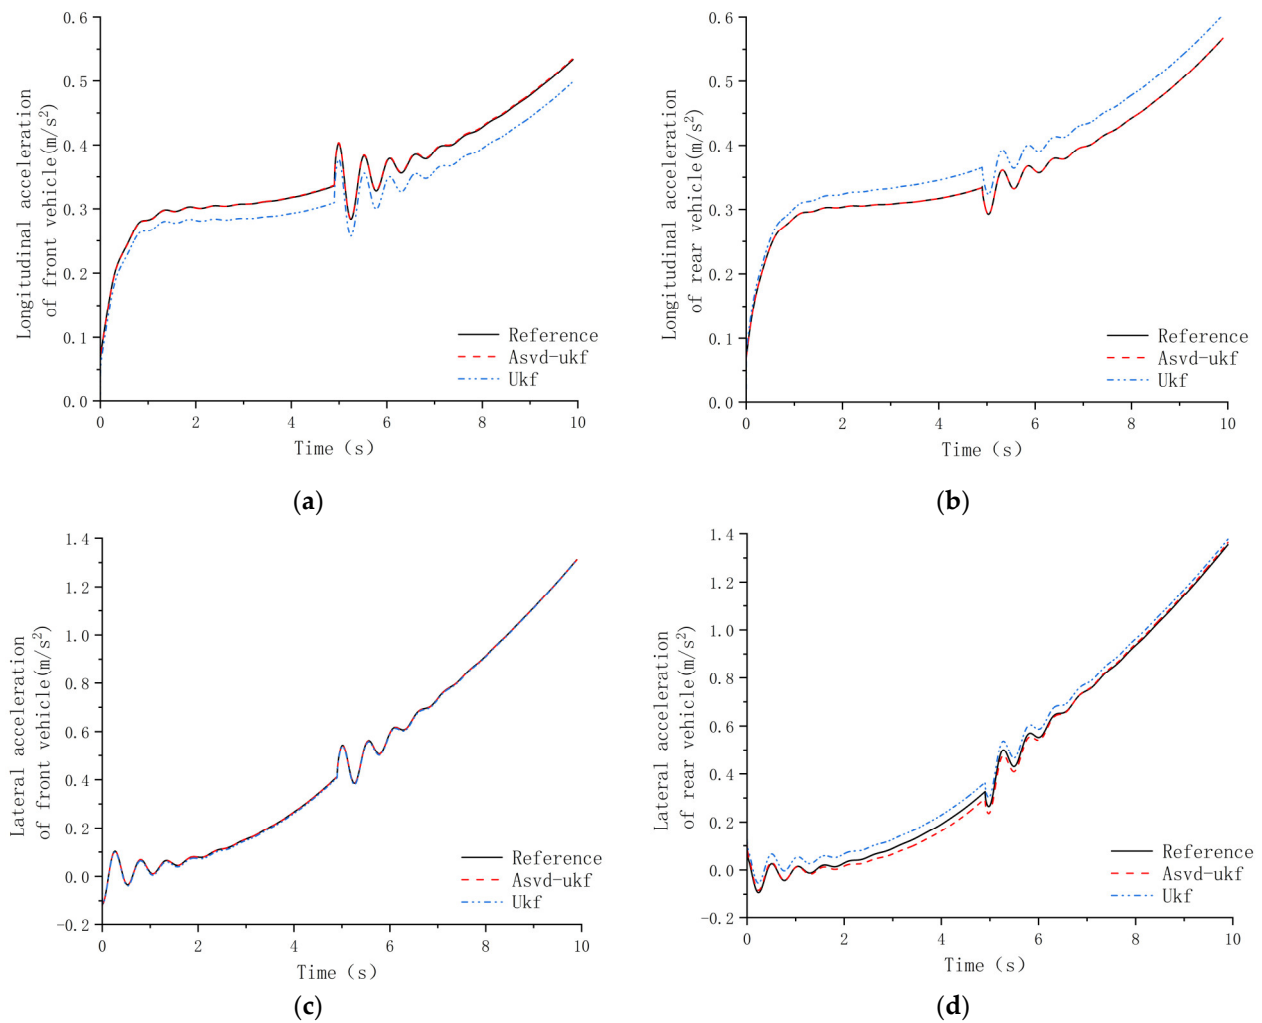 0.6
0.5
0.4
0.3
0.2
0.1
0.0
Longitudinal acceleration
of front vehicle(m/s²)
Reference
Asvd-ukf
Ukf
0 2 4 6 8 10
Time (s)
(a)
0.6
0.5
0.4
0.3
0.2
0.1
0.0
Longitudinal acceleration
of rear vehicle(m/s²)
Reference
Asvd-ukf
Ukf
0 2 4 6 8 10
Time (s)
(b)
1.4
1.2
1.0
0.8
0.6
0.4
0.2
0.0
-0.2
Lateral acceleration
of front vehicle(m/s²)
Reference
Asvd-ukf
Ukf
0 2 4 6 8 10
Time (s)
(c)
1.4
1.2
1.0
0.8
0.6
0.4
0.2
0.0
-0.2
Lateral acceleration
of rear vehicle(m/s²)
Reference
Asvd-ukf
Ukf
0 2 4 6 8 10
Time (s)
(d)